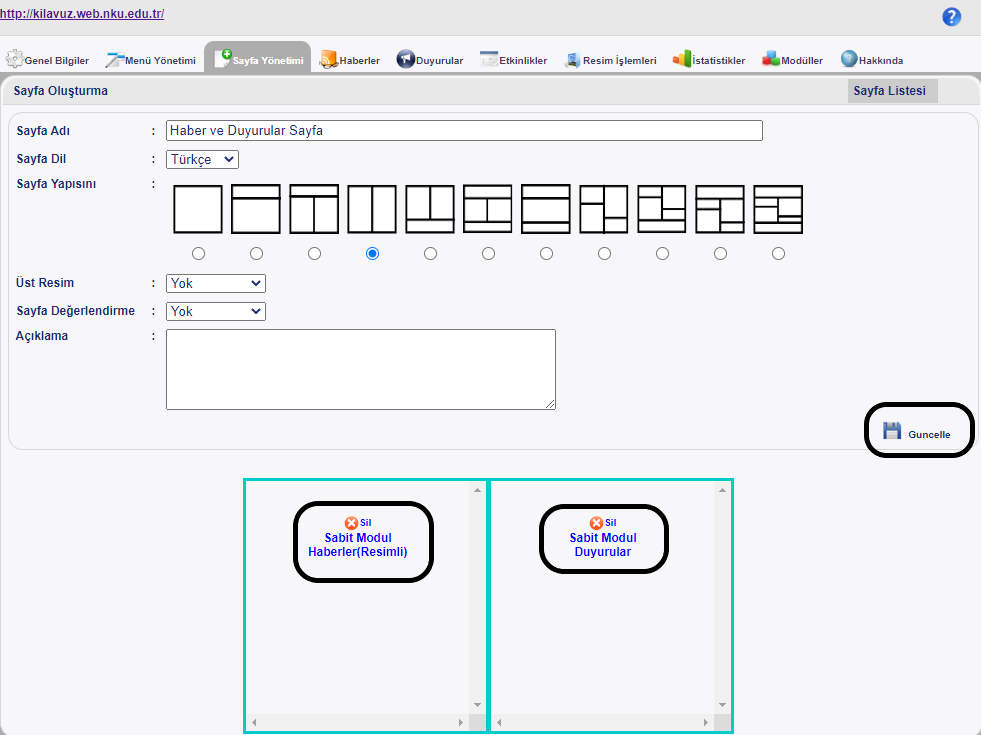 http://kilavuz.web.nku.edu.tr/
?
Genel Bilgiler Menü Yönetimi Sayfa Yönetimi Haberler Duyurular Etkinlikler Resim İşlemleri İstatistikler Modüller Hakkında
Sayfa Oluşturma Sayfa Listesi
Sayfa Adı : Haber ve Duyurular Sayfa
Sayfa Dil : Türkçe
Sayfa Yapısını :
Üst Resim : Yok
Sayfa Değerlendirme : Yok
Açıklama :
Guncelle
Sil
Sabit Modul
Haberler(Resimli)
Sil
Sabit Modul
Duyurular